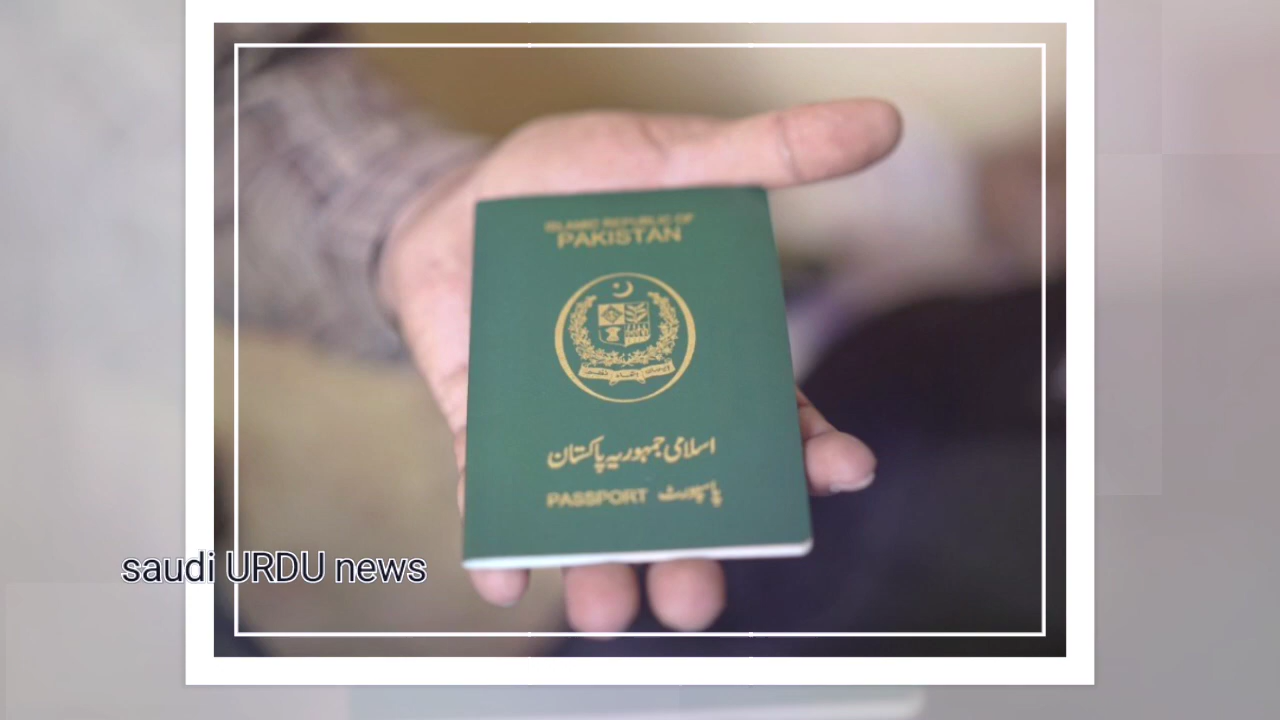 ISLAMIC REPUBLIC OF
PAKISTAN
اسلامی جمہوریہ پاکستان
PASSPORT پاسپورٹ
saudi URDU news